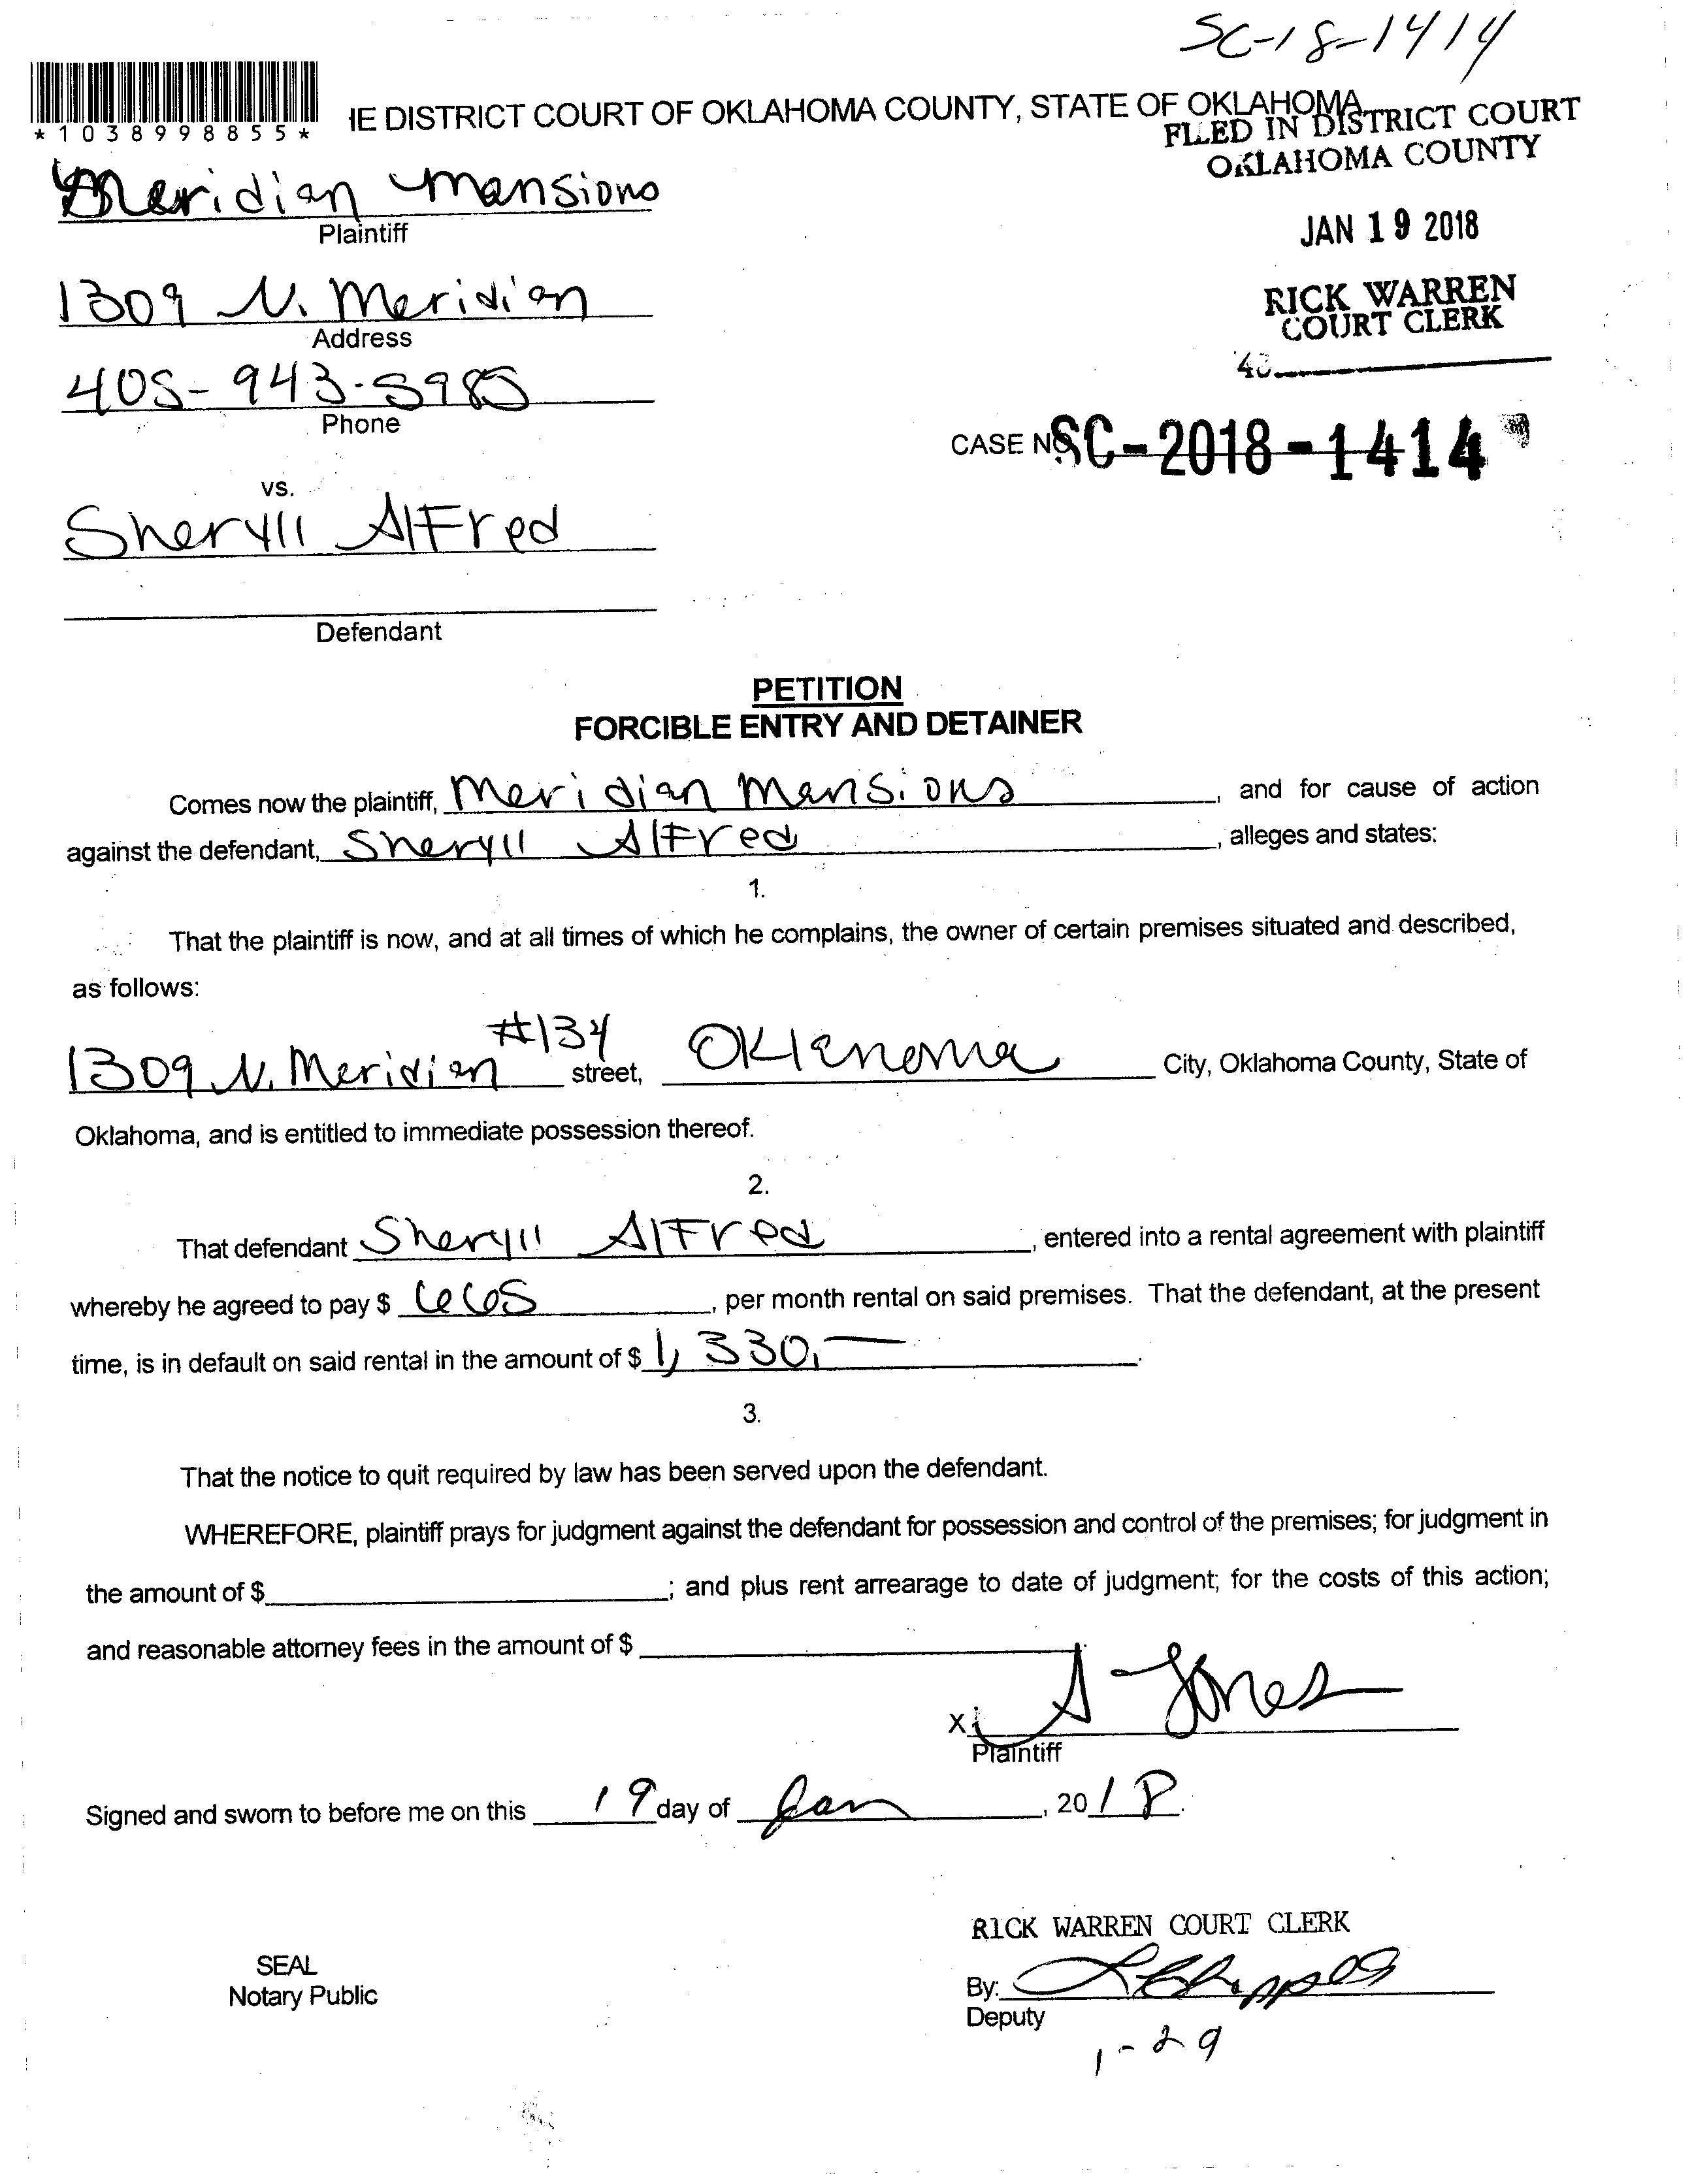 SC-18-1414
*1038998855*
IE DISTRICT COURT OF OKLAHOMA COUNTY, STATE OF OKLAHOMA
FILED IN DISTRICT COURT
OKLAHOMA COUNTY
Meridian Mansions
Plaintiff
JAN 19 2018
1309 N. Meridian
Address
RICK WARREN
COURT CLERK
405-943-5985
Phone
CASE NO. SC-2018-1414
vs.
Sheryll Alfred
Defendant
PETITION
FORCIBLE ENTRY AND DETAINER
Comes now the plaintiff, Meridian Mansions, and for cause of action
against the defendant, Sheryll Alfred, alleges and states:
1.
That the plaintiff is now, and at all times of which he complains, the owner of certain premises situated and described,
as follows:
1309 N. Meridian #134 street, Oklahoma City, Oklahoma County, State of
Oklahoma, and is entitled to immediate possession thereof.
2.
That defendant Sheryll Alfred, entered into a rental agreement with plaintiff
whereby he agreed to pay $ 665, per month rental on said premises. That the defendant, at the present
time, is in default on said rental in the amount of $ 1,330.—.
3.
That the notice to quit required by law has been served upon the defendant.
WHEREFORE, plaintiff prays for judgment against the defendant for possession and control of the premises; for judgment in
the amount of $; and plus rent arrearage to date of judgment; for the costs of this action;
and reasonable attorney fees in the amount of $
X A Jones
Plaintiff
Signed and sworn to before me on this 19 day of Jan, 2018.
RICK WARREN COURT CLERK
SEAL
Notary Public
By:
Deputy
1-29